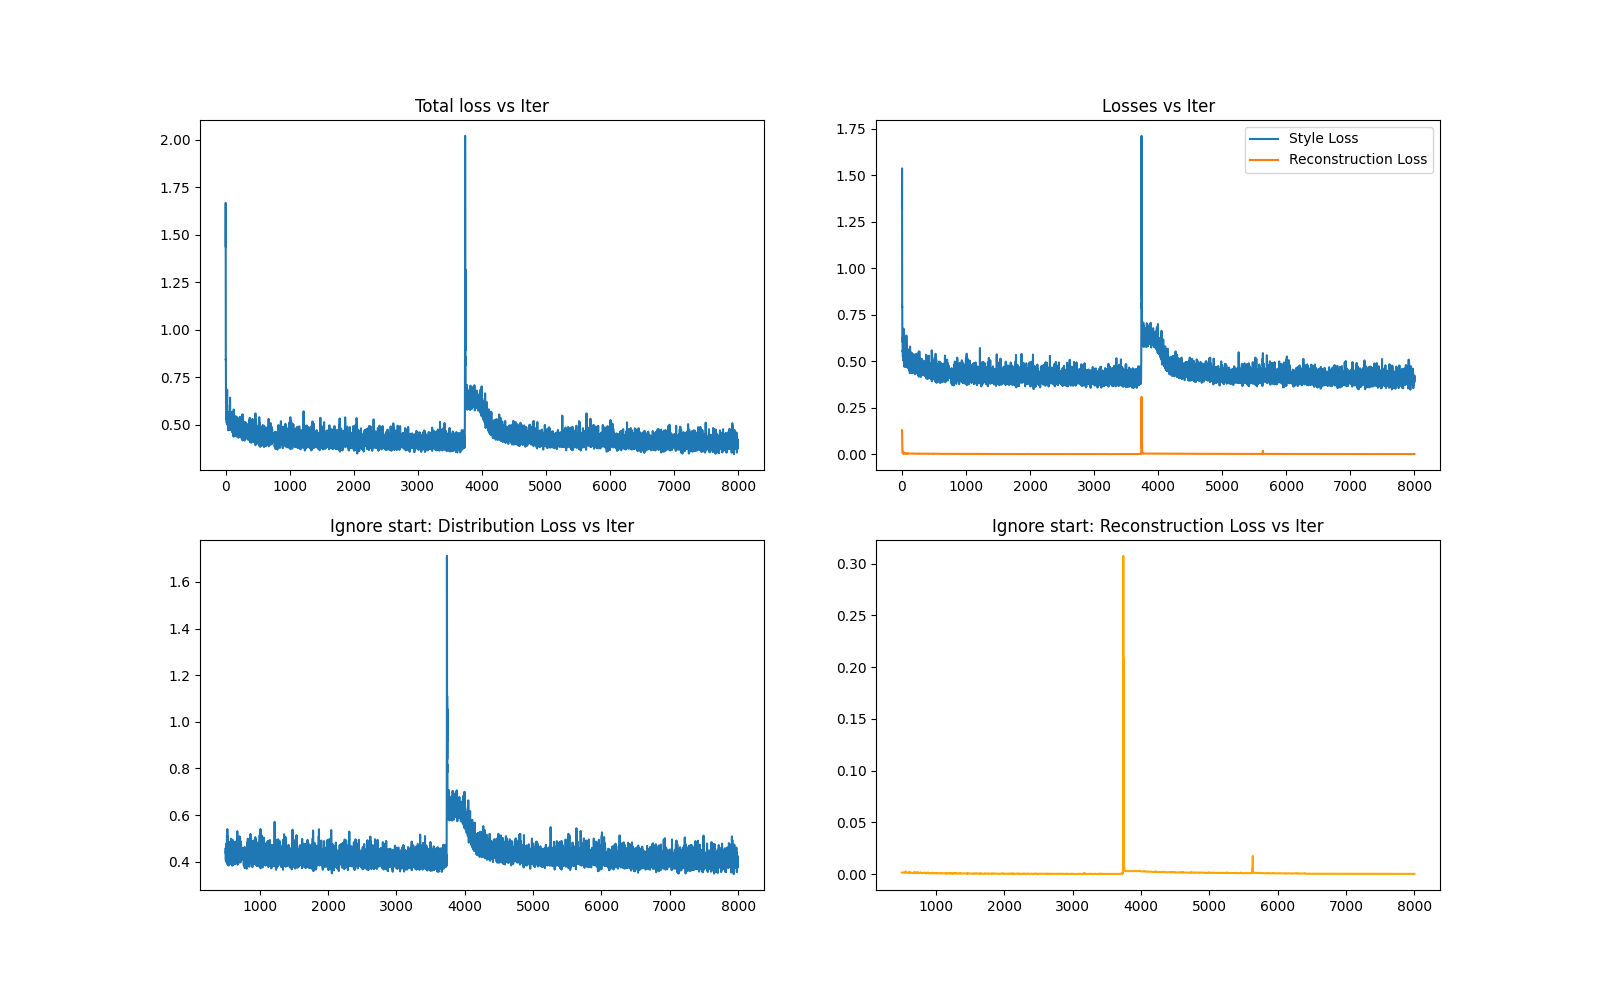 Total loss vs Iter
2.00
1.75
1.50
1.25
1.00
0.75
0.50
0 1000 2000 3000 4000 5000 6000 7000 8000
Losses vs Iter
Style Loss
Reconstruction Loss
1.75
1.50
1.25
1.00
0.75
0.50
0.25
0.00
0 1000 2000 3000 4000 5000 6000 7000 8000
Ignore start: Distribution Loss vs Iter
1.6
1.4
1.2
1.0
0.8
0.6
0.4
1000 2000 3000 4000 5000 6000 7000 8000
Ignore start: Reconstruction Loss vs Iter
0.30
0.25
0.20
0.15
0.10
0.05
0.00
1000 2000 3000 4000 5000 6000 7000 8000